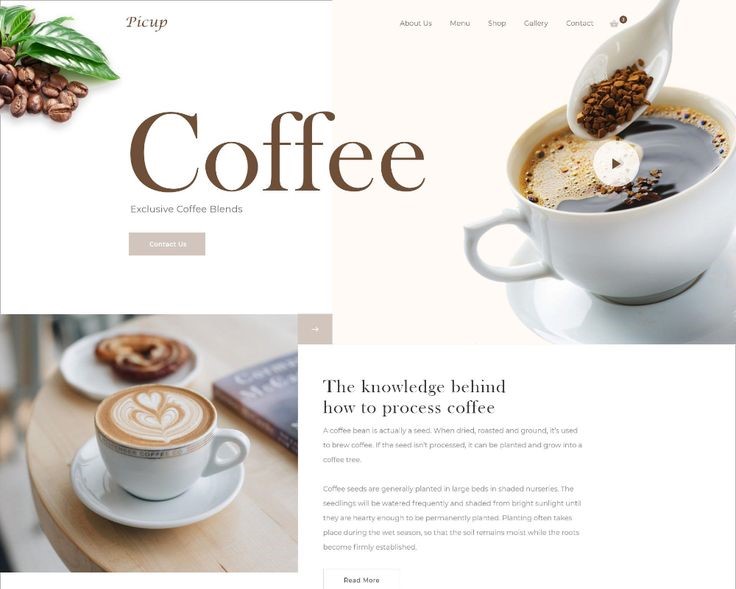 Picup
About Us Menu Shop Gallery Contact
Coffee
Exclusive Coffee Blends
Contact Us
The knowledge behind
how to process coffee
A coffee bean is actually a seed. When dried, roasted and ground, it's used
to brew coffee. If the seed isn't processed, it can be planted and grow into a
coffee tree.
Coffee seeds are generally planted in large beds in shaded nurseries. The
seedlings will be watered frequently and shaded from bright sunlight until
they are hearty enough to be permanently planted. Planting often takes
place during the wet season, so that the soil remains moist while the roots
become firmly established.
Read More